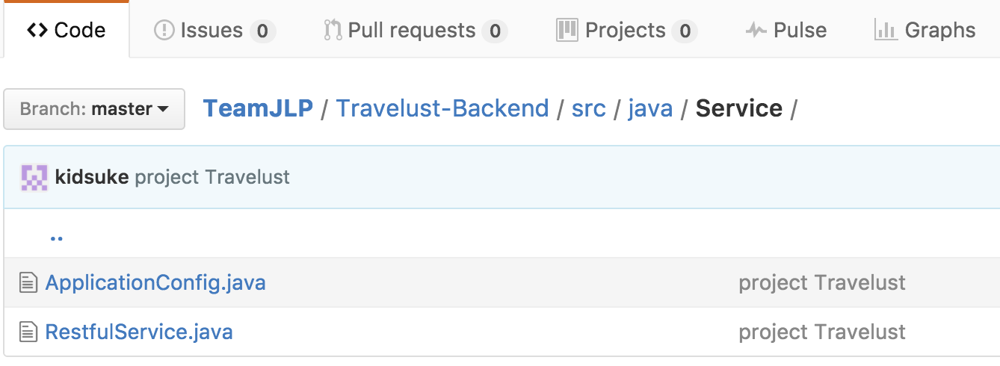 Code Issues 0 Pull requests 0 Projects 0 Pulse Graphs
Branch: master TeamJLP / Travelust-Backend / src / java / Service /
kidsuke project Travelust
..
ApplicationConfig.java project Travelust
RestfulService.java project Travelust